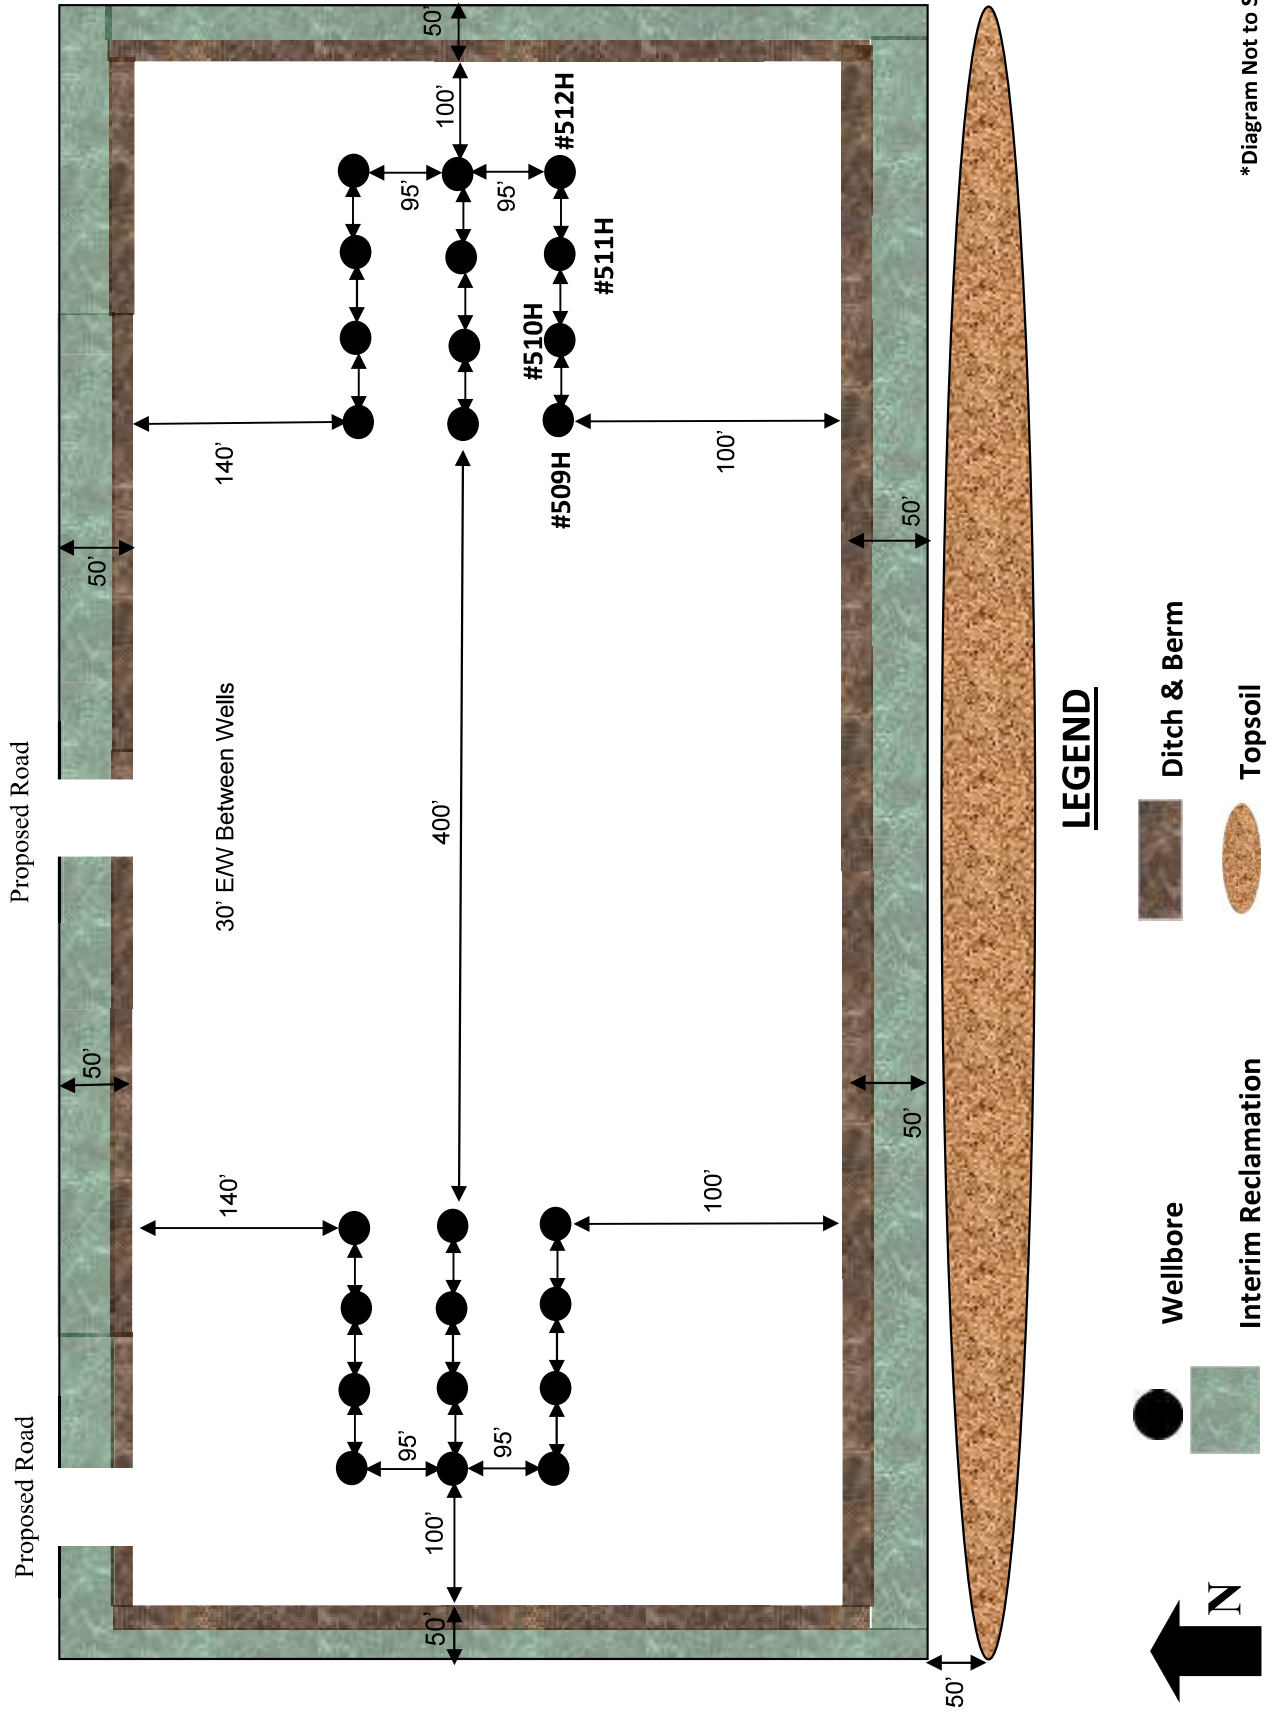 Proposed Road
Proposed Road
50'
50'
140'
30' E/W Between Wells
140'
95'
95'
50'
100'
400'
100'
50'
95'
95'
#510H
#509H
#512H
#511H
100'
100'
50'
50'
50'
LEGEND
Wellbore
Ditch & Berm
N
Interim Reclamation
Topsoil
*Diagram Not to